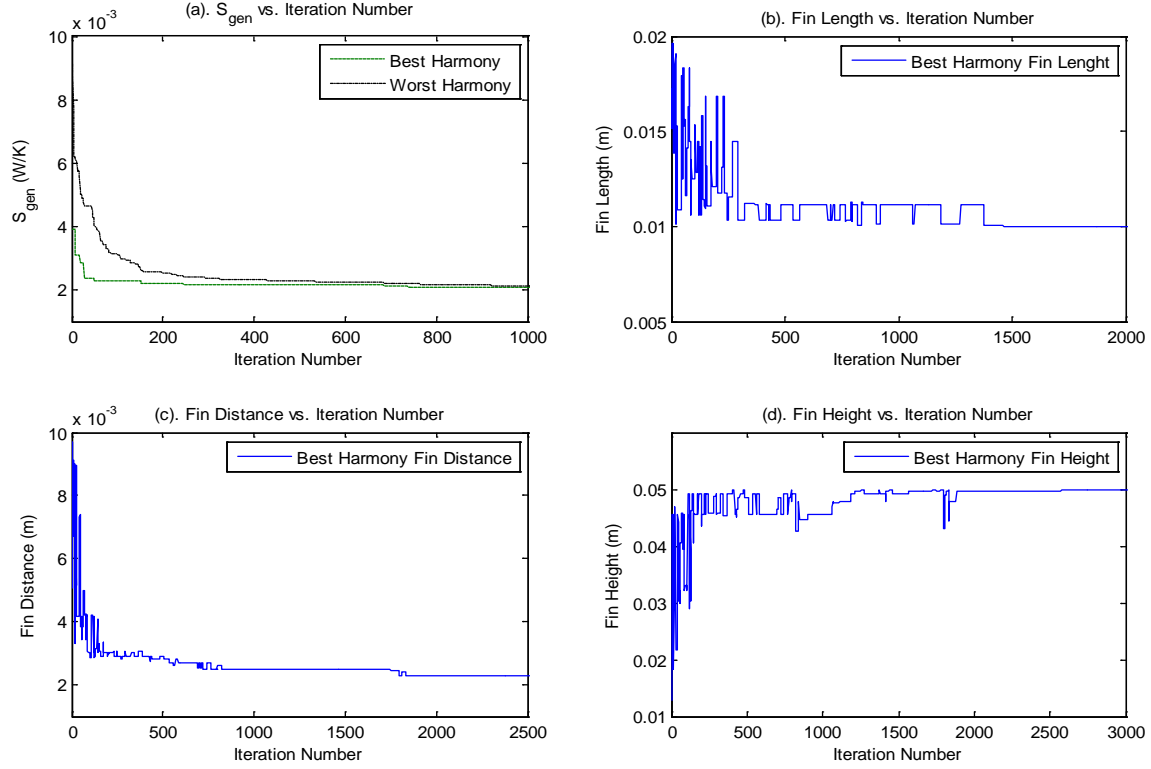 (a). S_gen vs. Iteration Number
x 10^-3
10
8
6
4
2
S_gen (W/K)
Best Harmony
Worst Harmony
0 200 400 600 800 1000
Iteration Number
(b). Fin Length vs. Iteration Number
0.02
0.015
0.01
0.005
Fin Length (m)
Best Harmony Fin Lenght
0 500 1000 1500 2000
Iteration Number
(c). Fin Distance vs. Iteration Number
x 10^-3
10
8
6
4
2
Fin Distance (m)
Best Harmony Fin Distance
0 500 1000 1500 2000 2500
Iteration Number
(d). Fin Height vs. Iteration Number
0.05
0.04
0.03
0.02
0.01
Fin Height (m)
Best Harmony Fin Height
0 500 1000 1500 2000 2500 3000
Iteration Number